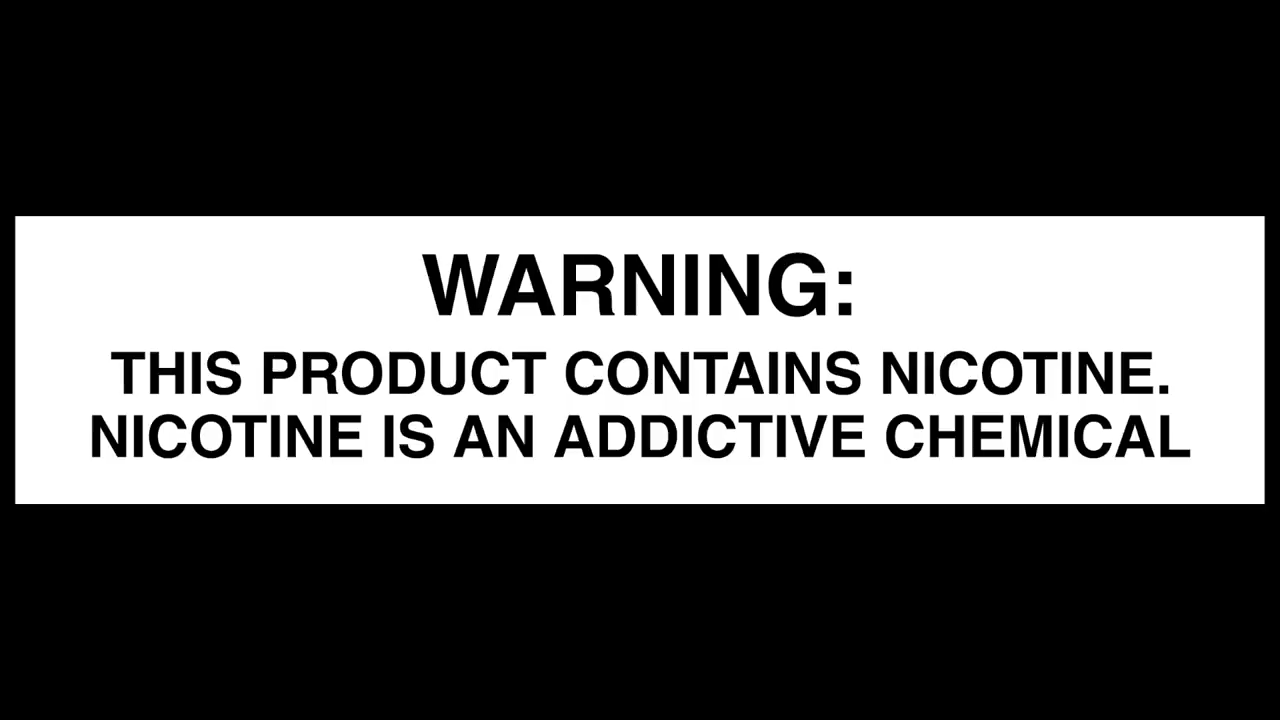 WARNING:
THIS PRODUCT CONTAINS NICOTINE.
NICOTINE IS AN ADDICTIVE CHEMICAL